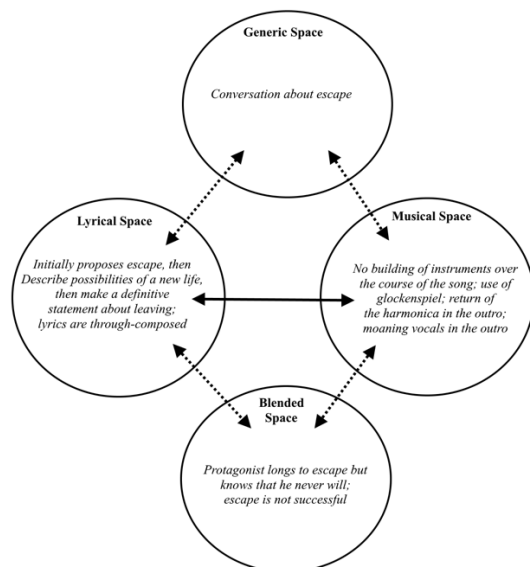 Generic Space
Conversation about escape
Lyrical Space
Initially proposes escape, then
Describe possibilities of a new life,
then make a definitive
statement about leaving;
lyrics are through-composed
Musical Space
No building of instruments over
the course of the song; use of
glockenspiel; return of
the harmonica in the outro;
moaning vocals in the outro
Blended
Space
Protagonist longs to escape but
knows that he never will;
escape is not successful